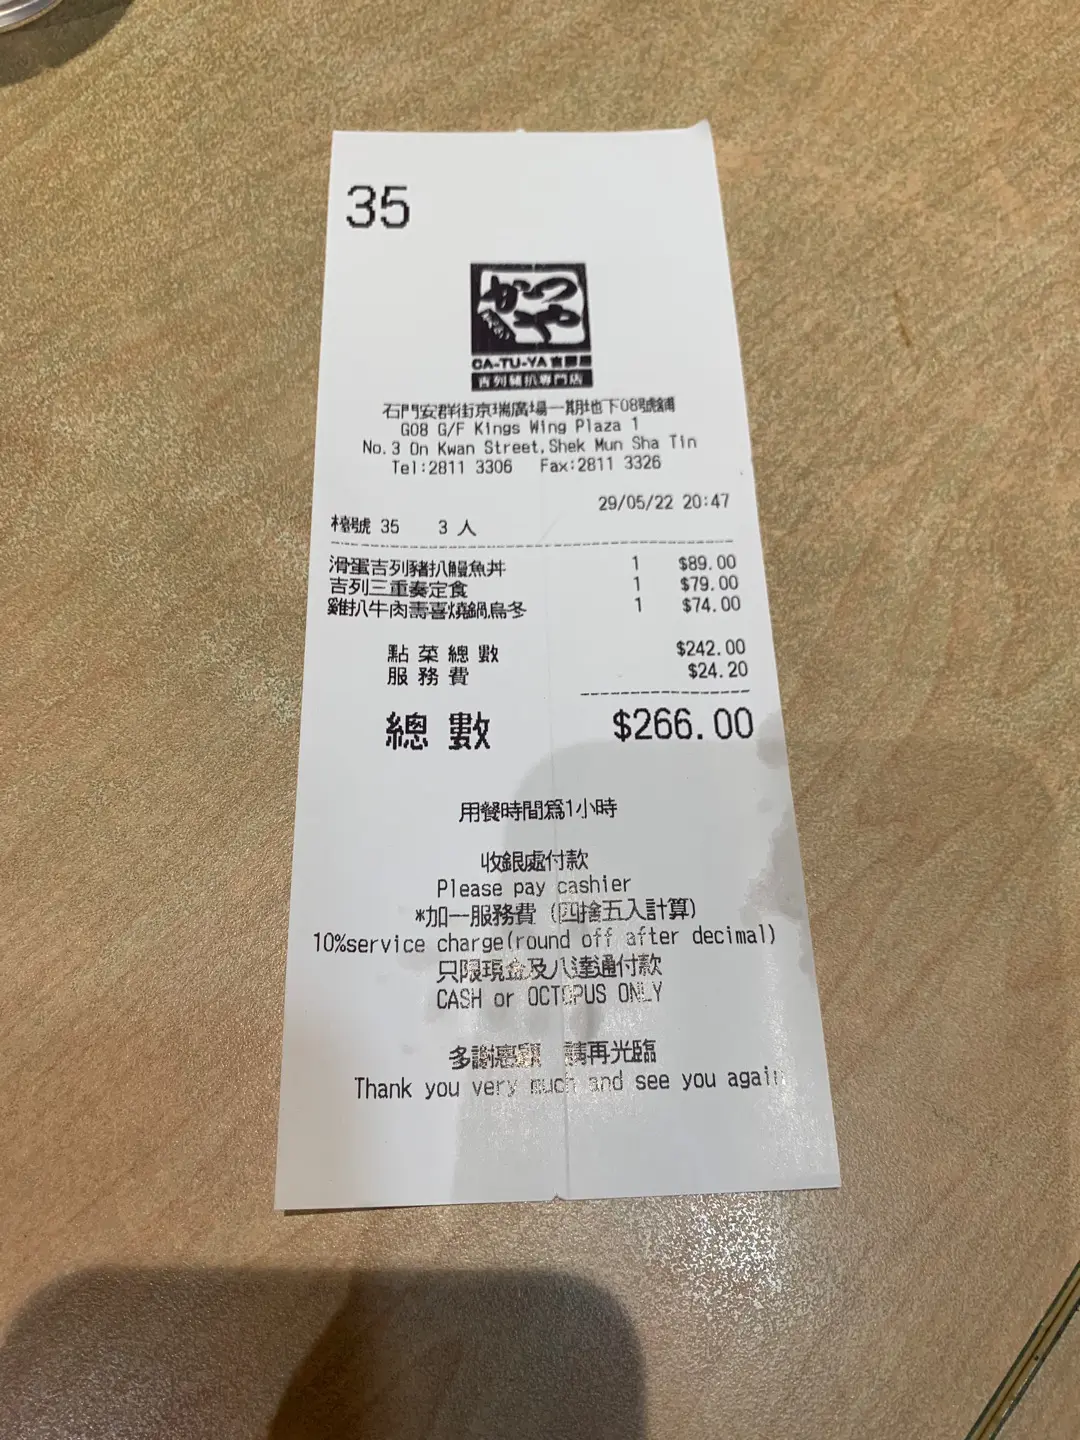 35
かつや
CA-TU-YA 吉列屋
吉列豬扒專門店
石門安群街京瑞廣場一期地下08號舖
G08 G/F Kings Wing Plaza 1
No.3 On Kwan Street,Shek Mun Sha Tin
Tel:2811 3306 Fax:2811 3326
29/05/22 20:47
檯號 35 3 人
滑蛋吉列豬扒鰻魚丼 1 $89.00
吉列三重奏定食 1 $79.00
雞扒牛肉壽喜燒鍋烏冬 1 $74.00
點菜總數 $242.00
服務費 $24.20
總數 $266.00
用餐時間爲1小時
收銀處付款
Please pay cashier
*加一服務費 (四捨五入計算)
10%service charge(round off after decimal)
只限現金及八達通付款
CASH or OCTOPUS ONLY
多謝惠顧 請再光臨
Thank you very much and see you again